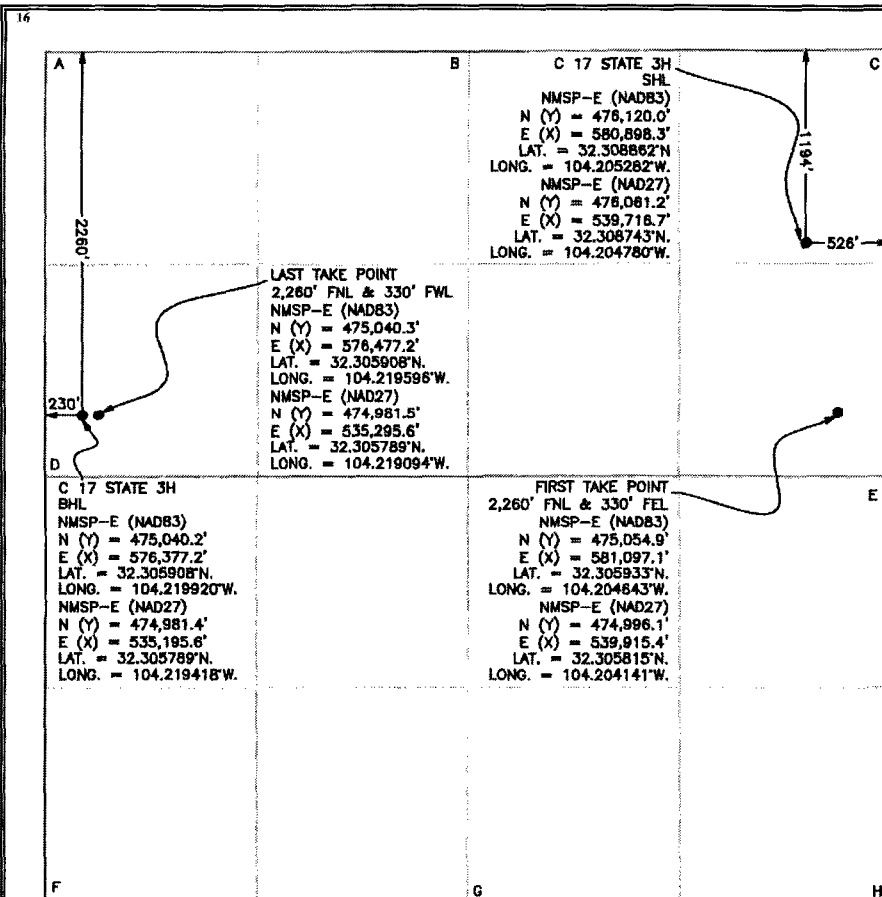 16
A
B
C
C 17 STATE 3H
SHL
NMSP-E (NAD83)
N (Y) = 476,120.0'
E (X) = 580,898.3'
LAT. = 32.308862°N
LONG. = 104.205282°W.
NMSP-E (NAD27)
N (Y) = 476,061.2'
E (X) = 539,716.7'
LAT. = 32.308743°N.
LONG. = 104.204780°W.
1194'
526'
2260'
LAST TAKE POINT
2,260' FNL & 330' FWL
NMSP-E (NAD83)
N (Y) = 475,040.3'
E (X) = 576,477.2'
LAT. = 32.305908°N.
LONG. = 104.219596°W.
NMSP-E (NAD27)
N (Y) = 474,981.5'
E (X) = 535,295.6'
LAT. = 32.305789°N.
LONG. = 104.219094°W.
230'
D
E
C 17 STATE 3H
BHL
NMSP-E (NAD83)
N (Y) = 475,040.2'
E (X) = 576,377.2'
LAT. = 32.305908°N.
LONG. = 104.219920°W.
NMSP-E (NAD27)
N (Y) = 474,981.4'
E (X) = 535,195.6'
LAT. = 32.305789°N.
LONG. = 104.219418°W.
FIRST TAKE POINT
2,260' FNL & 330' FEL
NMSP-E (NAD83)
N (Y) = 475,054.9'
E (X) = 581,097.1'
LAT. = 32.305933°N.
LONG. = 104.204643°W.
NMSP-E (NAD27)
N (Y) = 474,996.1'
E (X) = 539,915.4'
LAT. = 32.305815°N.
LONG. = 104.204141°W.
F
G
H